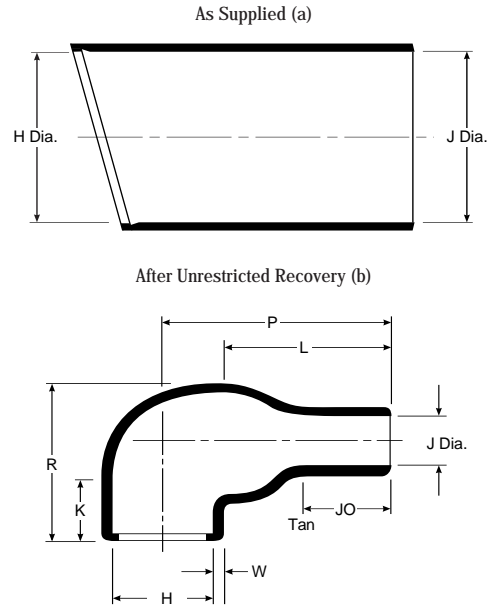 As Supplied (a)
H Dia.
J Dia.
After Unrestricted Recovery (b)
P
L
R
K
J Dia.
Tan
JO
W
H